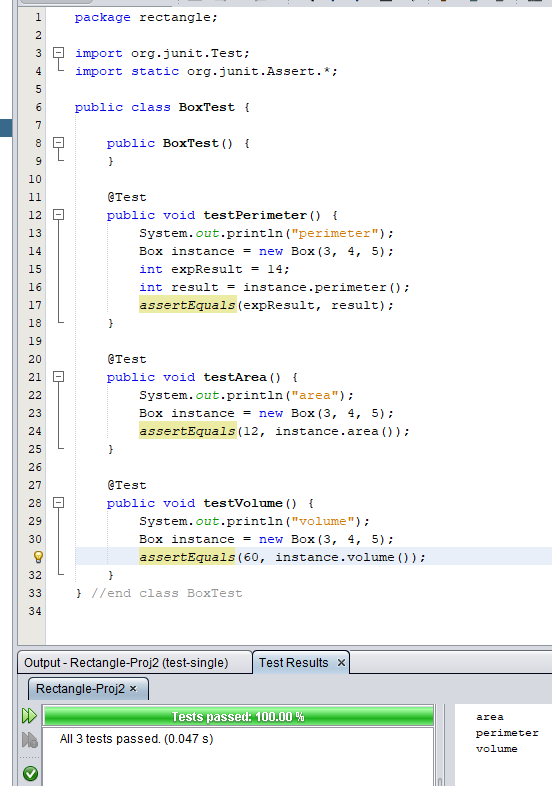 1 package rectangle;
2
3 import org.junit.Test;
4 import static org.junit.Assert.*;
5
6 public class BoxTest {
7
8 public BoxTest() {
9 }
10
11 @Test
12 public void testPerimeter() {
13 System.out.println("perimeter");
14 Box instance = new Box(3, 4, 5);
15 int expResult = 14;
16 int result = instance.perimeter();
17 assertEquals(expResult, result);
18 }
19
20 @Test
21 public void testArea() {
22 System.out.println("area");
23 Box instance = new Box(3, 4, 5);
24 assertEquals(12, instance.area());
25 }
26
27 @Test
28 public void testVolume() {
29 System.out.println("volume");
30 Box instance = new Box(3, 4, 5);
assertEquals(60, instance.volume());
32 }
33 } //end class BoxTest
34
Output - Rectangle-Proj2 (test-single) Test Results ×
Rectangle-Proj2 ×
Tests passed: 100.00 %
All 3 tests passed. (0.047 s)
area
perimeter
volume